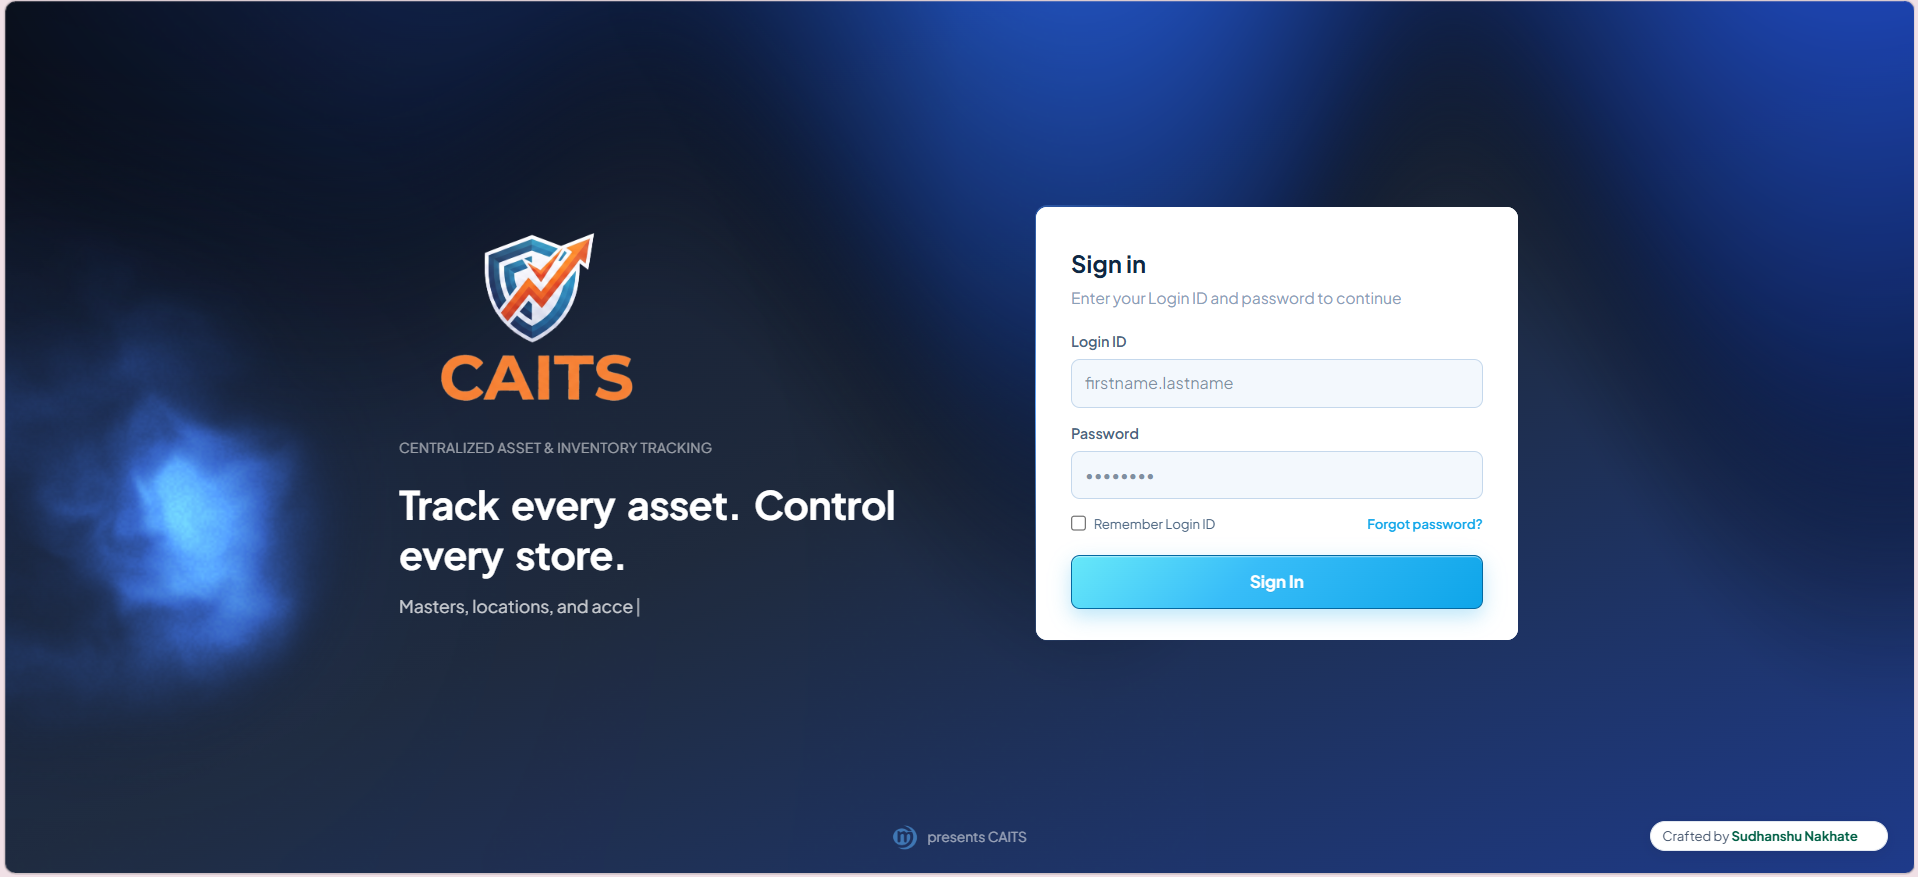 CAITS
CENTRALIZED ASSET & INVENTORY TRACKING
Track every asset. Control
every store.
Masters, locations, and acce|
Sign in
Enter your Login ID and password to continue
Login ID
firstname.lastname
Password
••••••••
Remember Login ID
Forgot password?
Sign In
presents CAITS
Crafted by Sudhanshu Nakhate